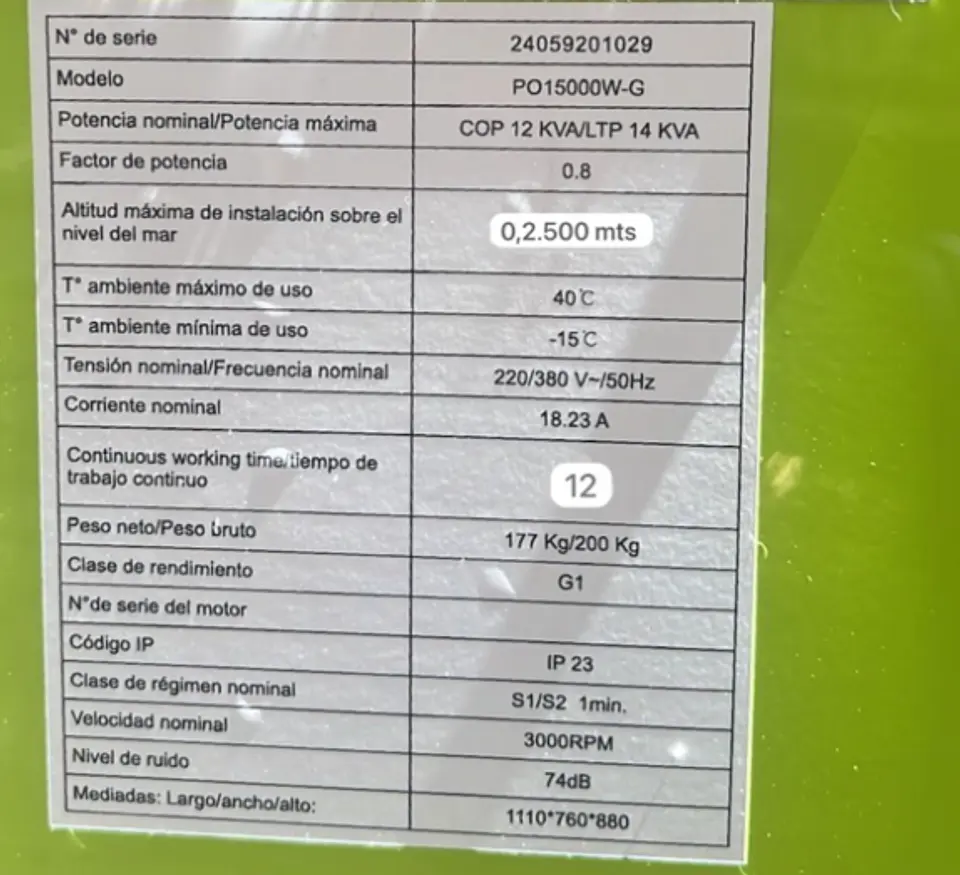 N° de serie 24059201029
Modelo PO15000W-G
Potencia nominal/Potencia máxima COP 12 KVA/LTP 14 KVA
Factor de potencia 0.8
Altitud máxima de instalación sobre el
nivel del mar 0,2.500 mts
T° ambiente máximo de uso 40℃
T° ambiente mínima de uso -15℃
Tensión nominal/Frecuencia nominal 220/380 V~/50Hz
Corriente nominal 18.23 A
Continuous working time/tiempo de
trabajo continuo 12
Peso neto/Peso bruto 177 Kg/200 Kg
Clase de rendimiento G1
N°de serie del motor
Código IP IP 23
Clase de régimen nominal S1/S2 1min.
Velocidad nominal 3000RPM
Nivel de ruido 74dB
Mediadas: Largo/ancho/alto: 1110*760*880